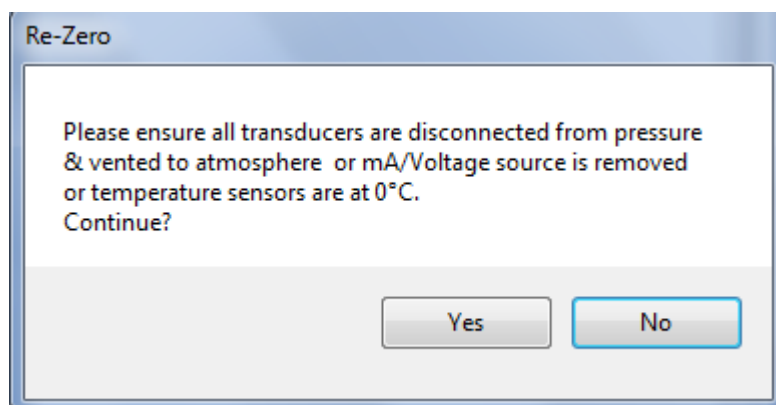 Re-Zero
Please ensure all transducers are disconnected from pressure
& vented to atmosphere  or mA/Voltage source is removed
or temperature sensors are at 0°C.
Continue?
Yes
No